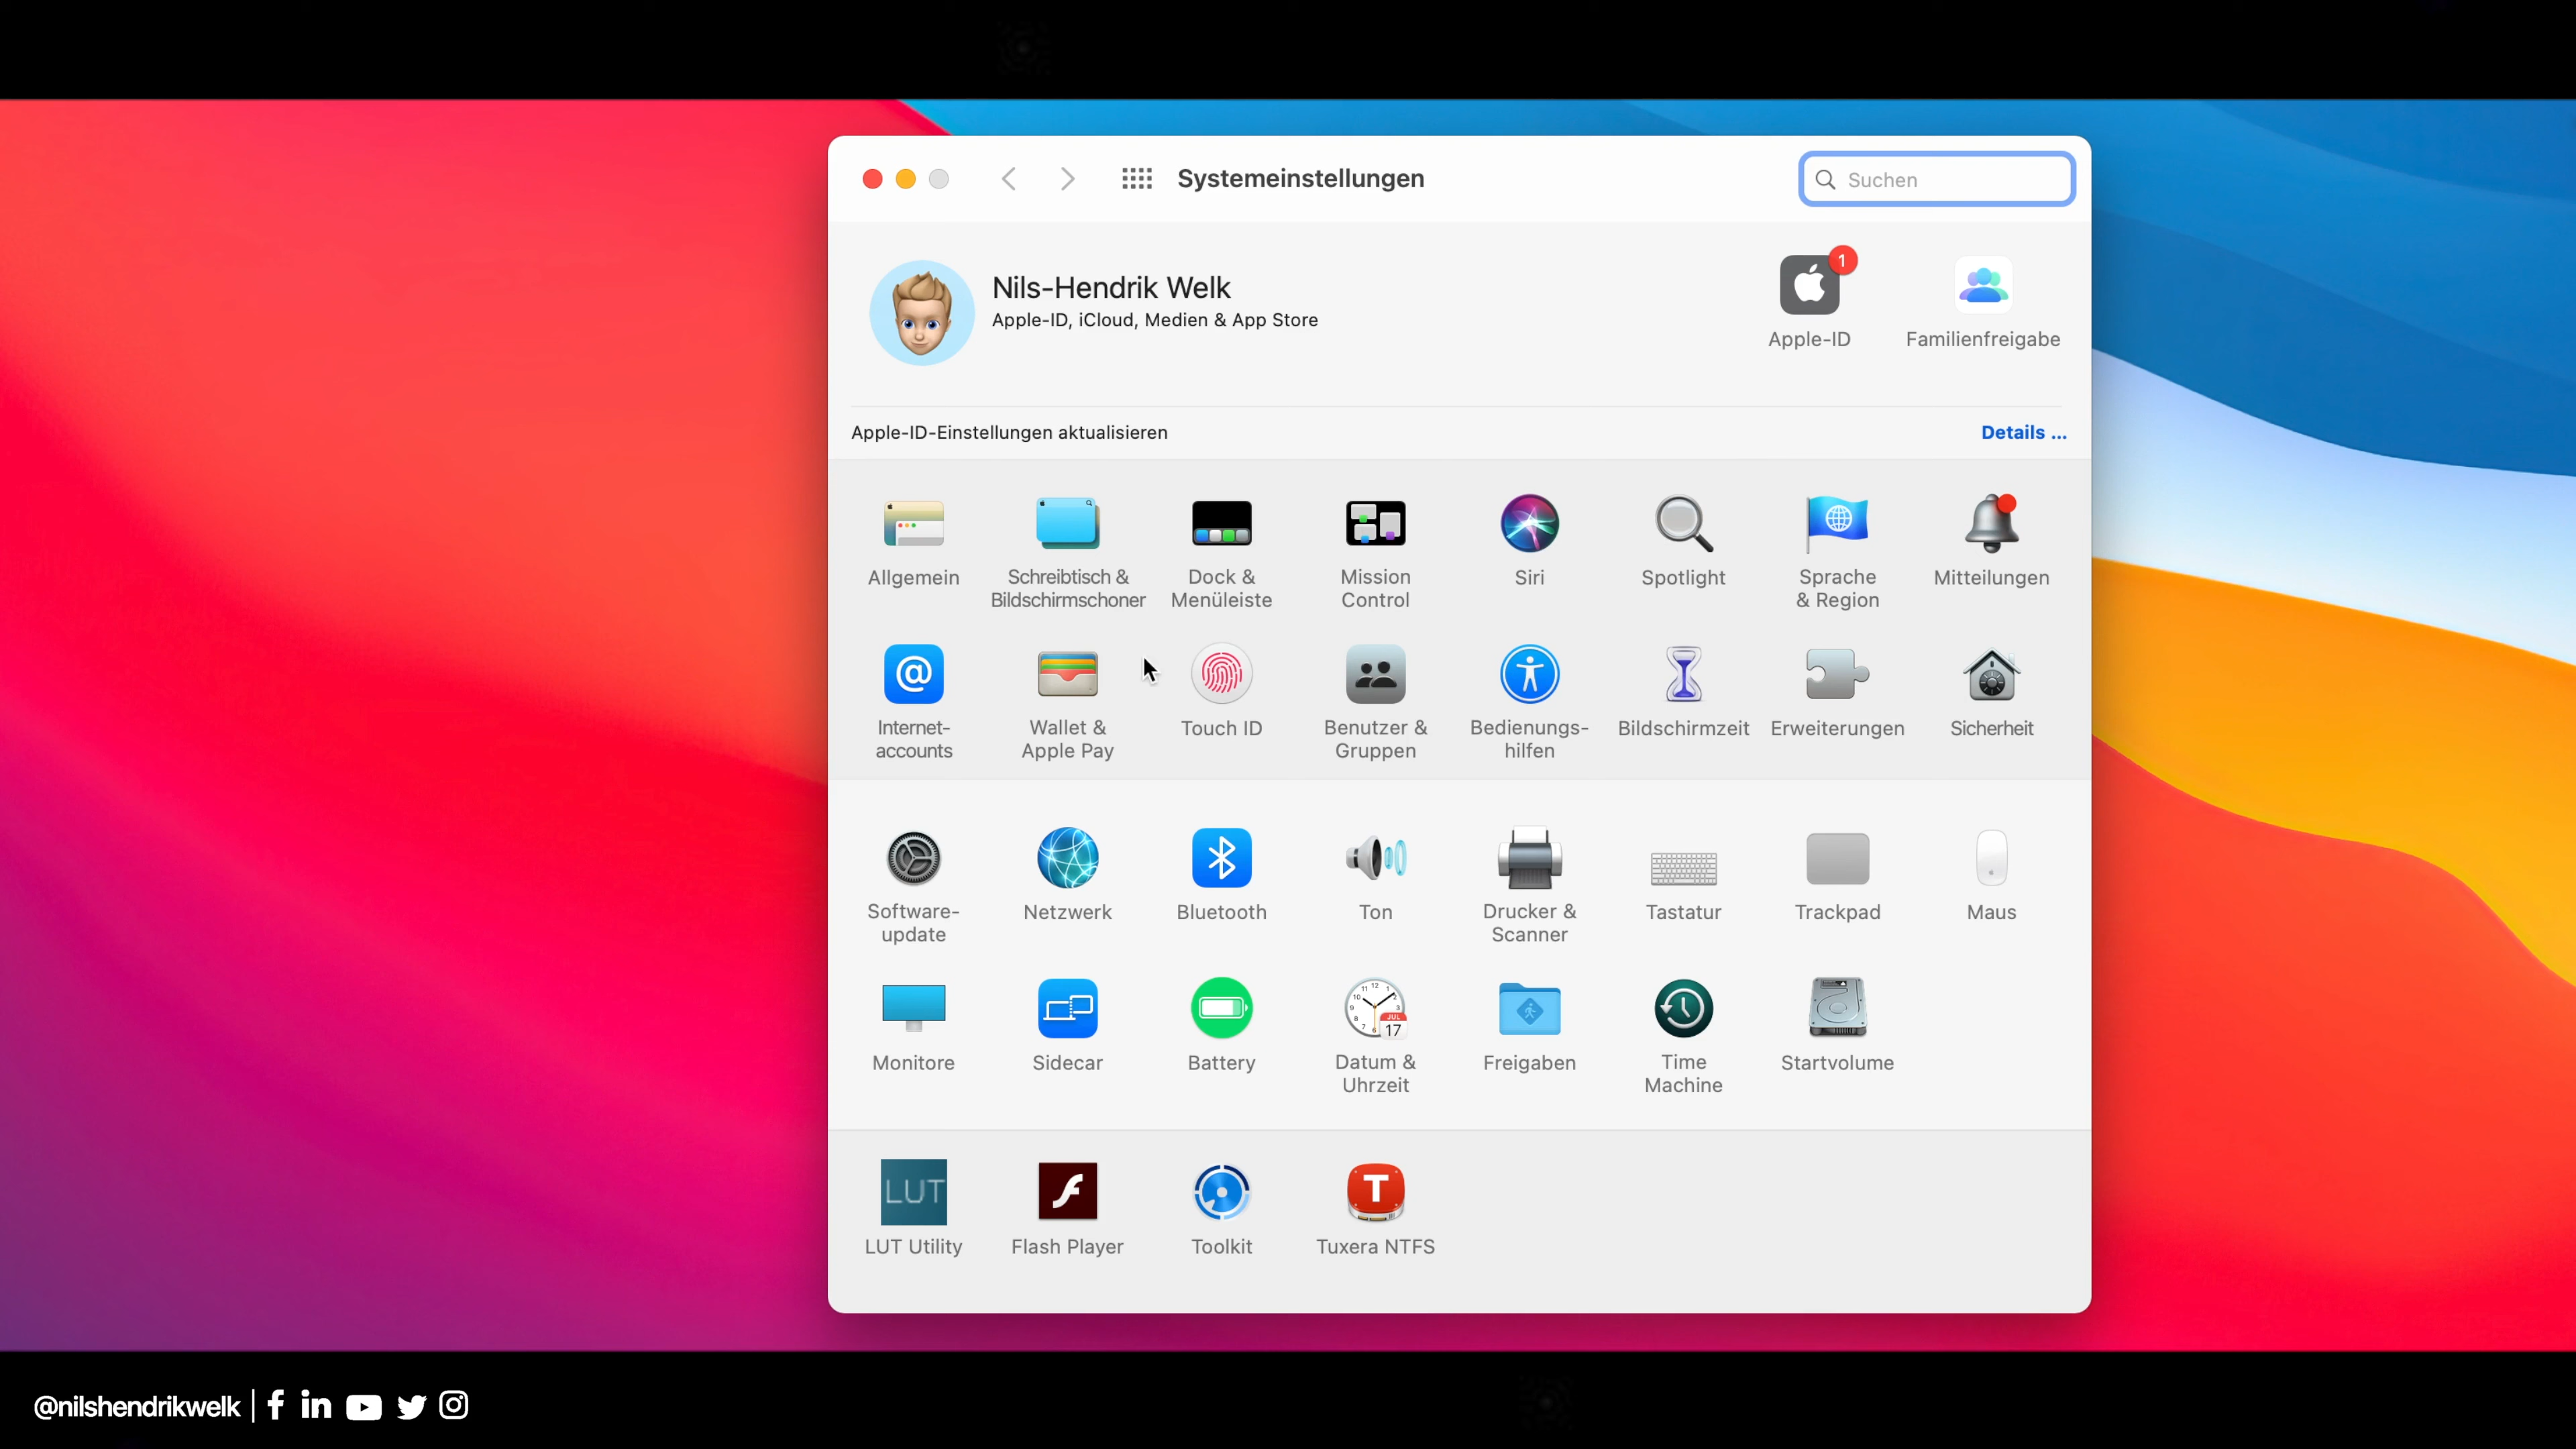 Systemeinstellungen
Suchen
Nils-Hendrik Welk
Apple-ID, iCloud, Medien & App Store
1
Apple-ID
Familienfreigabe
Apple-ID-Einstellungen aktualisieren
Details ...
Allgemein
Schreibtisch &
Bildschirmschoner
Dock &
Menüleiste
Mission
Control
Siri
Spotlight
Sprache
& Region
Mitteilungen
Internet-
accounts
Wallet &
Apple Pay
Touch ID
Benutzer &
Gruppen
Bedienungs-
hilfen
Bildschirmzeit
Erweiterungen
Sicherheit
Software-
update
Netzwerk
Bluetooth
Ton
Drucker &
Scanner
Tastatur
Trackpad
Maus
Monitore
Sidecar
Battery
JUL
17
Datum &
Uhrzeit
Freigaben
Time
Machine
Startvolume
LUT
LUT Utility
Flash Player
Toolkit
T
Tuxera NTFS
@nilshendrikwelk